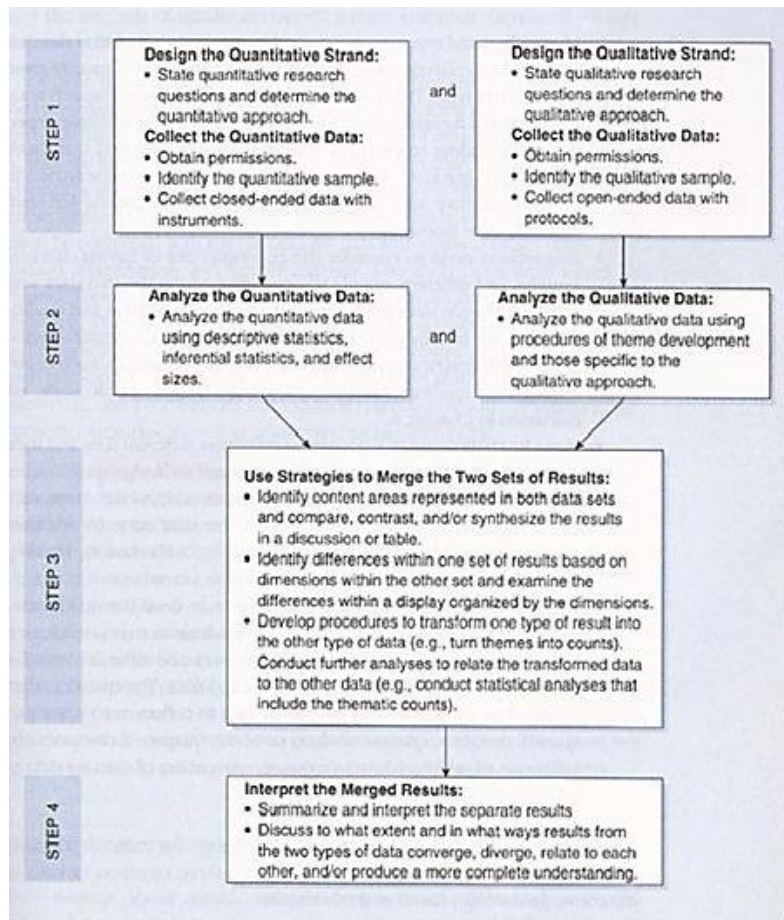 STEP 1
Design the Quantitative Strand:
• State quantitative research
questions and determine the
quantitative approach.
Collect the Quantitative Data:
• Obtain permissions.
• Identify the quantitative sample.
• Collect closed-ended data with
instruments.
and
Design the Qualitative Strand:
• State qualitative research
questions and determine the
qualitative approach.
Collect the Qualitative Data:
• Obtain permissions.
• Identify the qualitative sample.
• Collect open-ended data with
protocols.
STEP 2
Analyze the Quantitative Data:
• Analyze the quantitative data
using descriptive statistics,
inferential statistics, and effect
sizes.
and
Analyze the Qualitative Data:
• Analyze the qualitative data using
procedures of theme development
and those specific to the
qualitative approach.
STEP 3
Use Strategies to Merge the Two Sets of Results:
• Identify content areas represented in both data sets
and compare, contrast, and/or synthesize the results
in a discussion or table.
• Identify differences within one set of results based on
dimensions within the other set and examine the
differences within a display organized by the dimensions.
• Develop procedures to transform one type of result into
the other type of data (e.g., turn themes into counts).
Conduct further analyses to relate the transformed data
to the other data (e.g., conduct statistical analyses that
include the thematic counts).
STEP 4
Interpret the Merged Results:
• Summarize and interpret the separate results
• Discuss to what extent and in what ways results from
the two types of data converge, diverge, relate to each
other, and/or produce a more complete understanding.